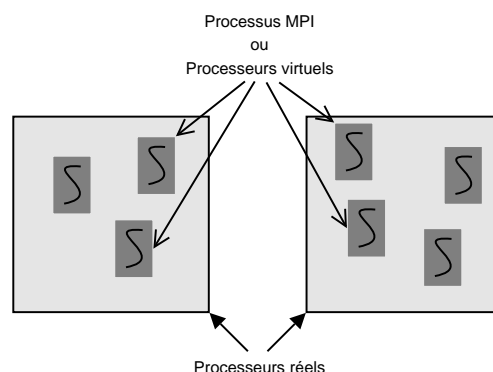 Processus MPI
ou
Processeurs virtuels
Processeurs réels